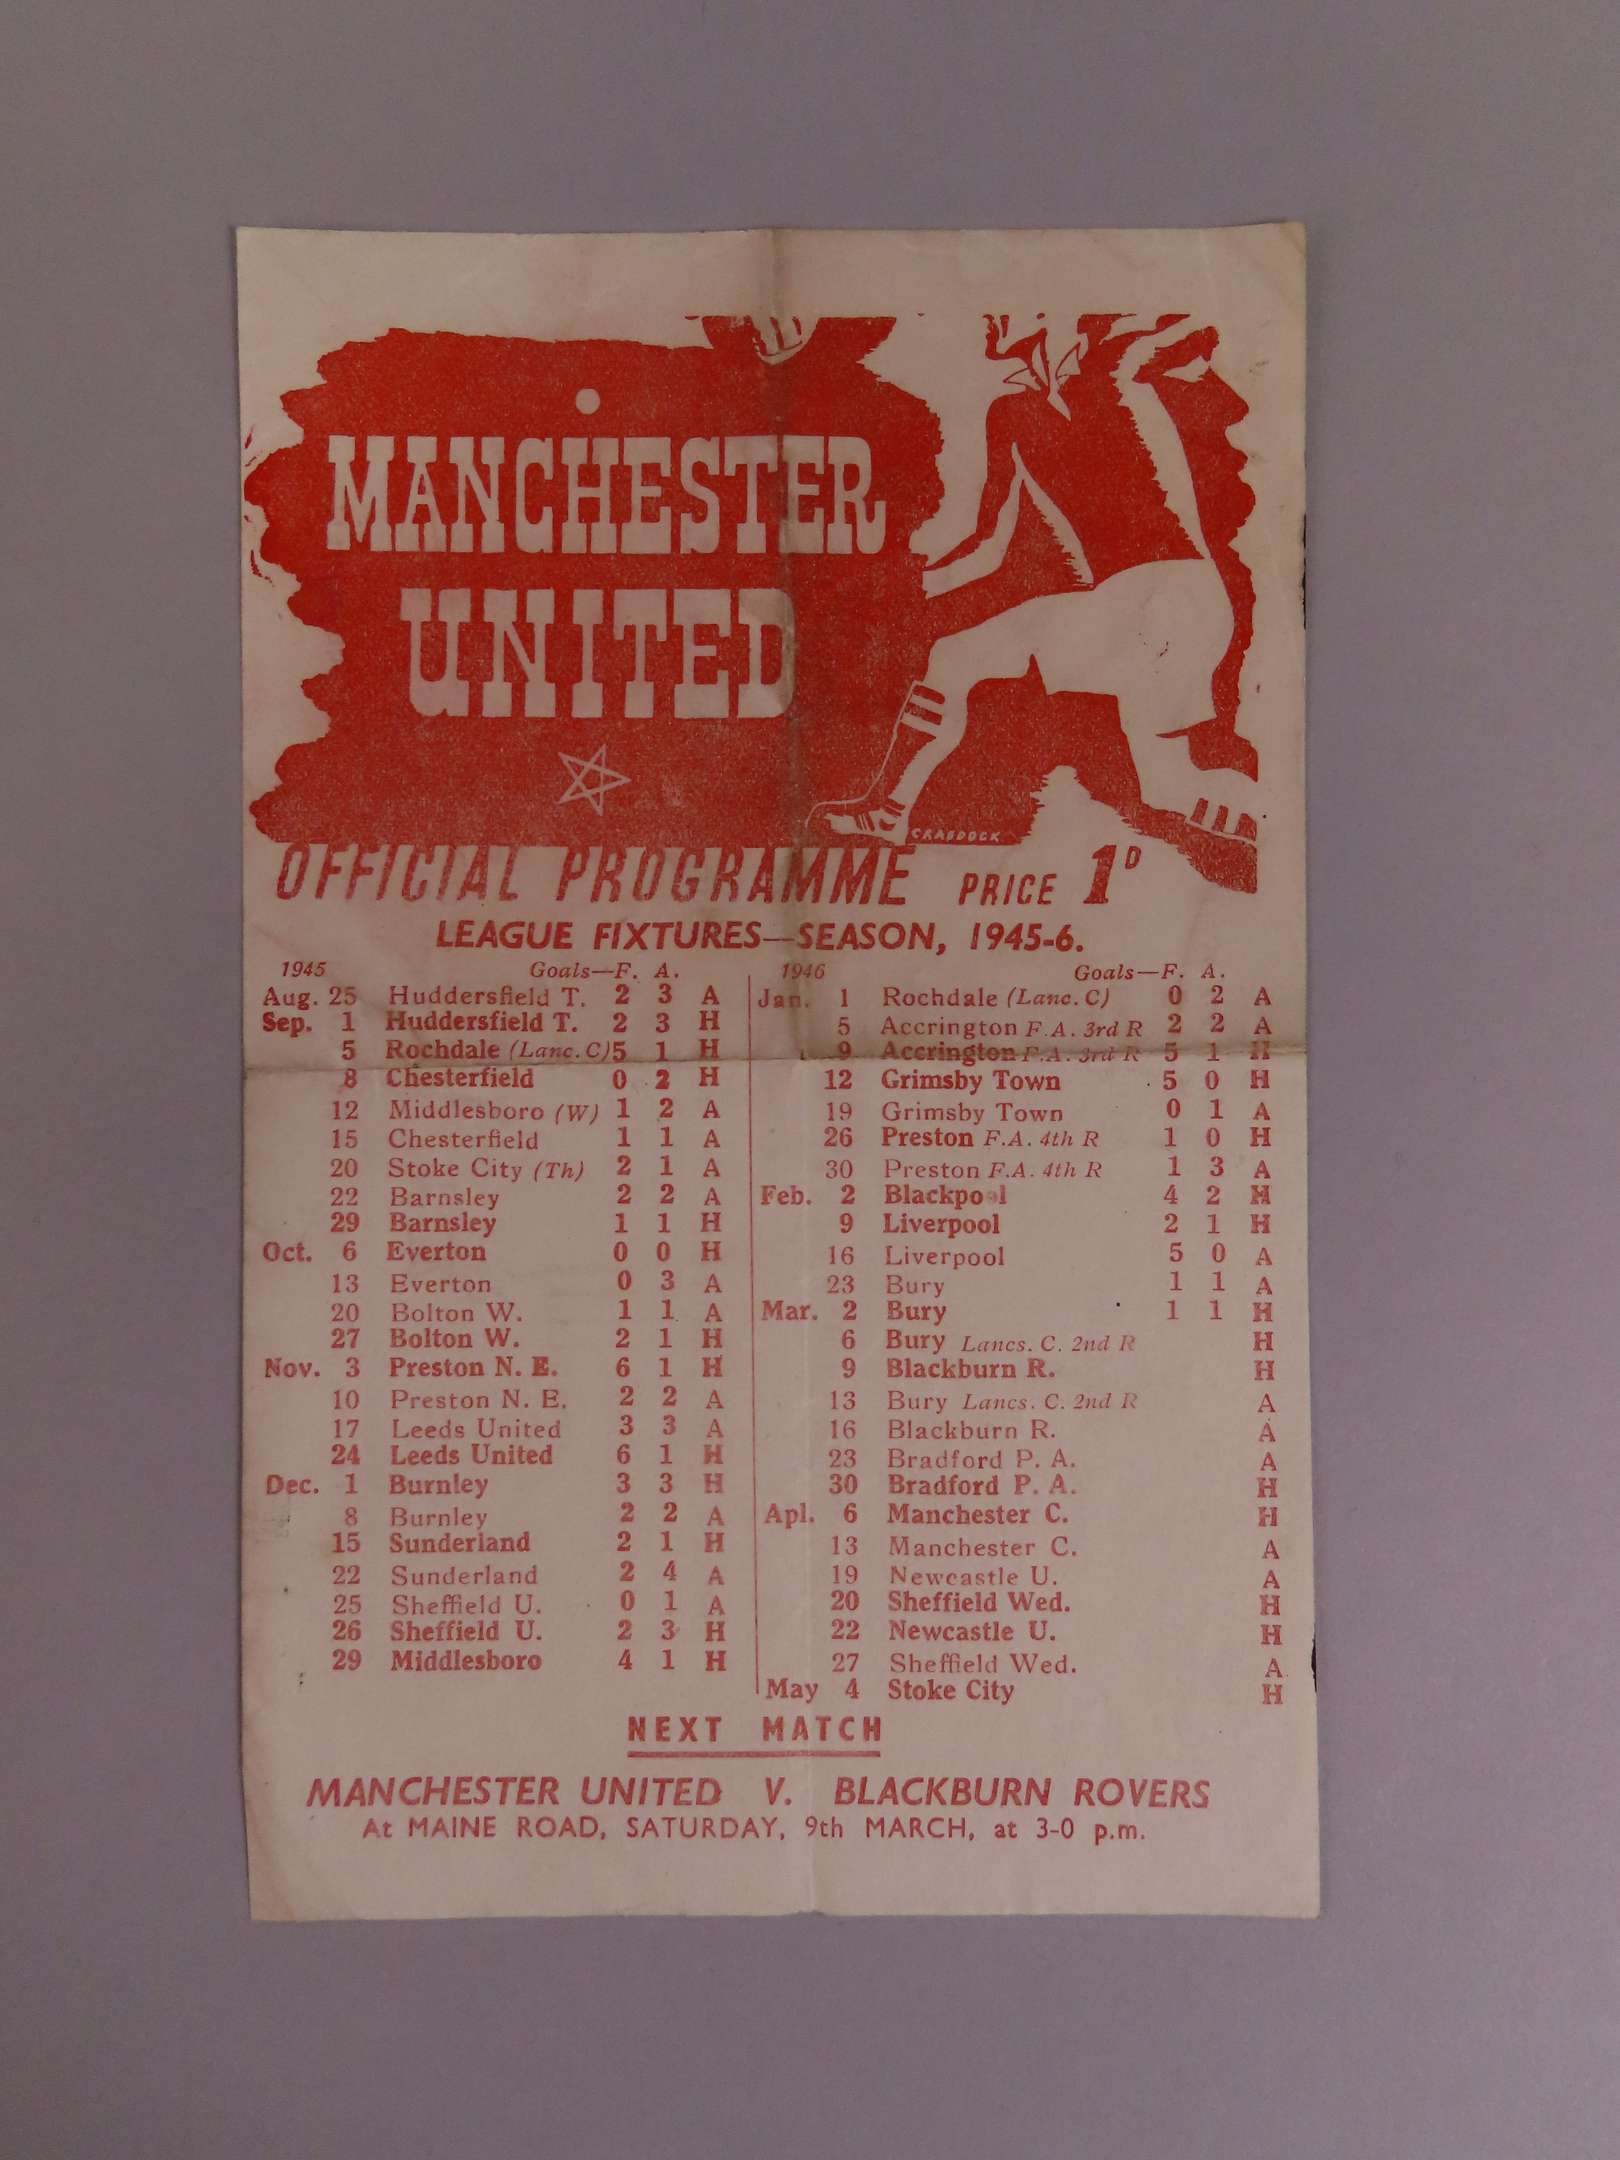 MANCHESTER
UNITED
CRADDOCK
OFFICIAL PROGRAMME PRICE 1D
LEAGUE FIXTURES—SEASON, 1945-6.
1945 Goals—F. A.
Aug. 25 Huddersfield T. 2 3 A
Sep. 1 Huddersfield T. 2 3 H
5 Rochdale (Lanc. C) 5 1 H
8 Chesterfield 0 2 H
12 Middlesboro (W) 1 2 A
15 Chesterfield 1 1 A
20 Stoke City (Th) 2 1 A
22 Barnsley 2 2 A
29 Barnsley 1 1 H
Oct. 6 Everton 0 0 H
13 Everton 0 3 A
20 Bolton W. 1 1 A
27 Bolton W. 2 1 H
Nov. 3 Preston N. E. 6 1 H
10 Preston N. E. 2 2 A
17 Leeds United 3 3 A
24 Leeds United 6 1 H
Dec. 1 Burnley 3 3 H
8 Burnley 2 2 A
15 Sunderland 2 1 H
22 Sunderland 2 4 A
25 Sheffield U. 0 1 A
26 Sheffield U. 2 3 H
29 Middlesboro 4 1 H
1946 Goals—F. A.
Jan. 1 Rochdale (Lanc. C) 0 2 A
5 Accrington F.A. 3rd R 2 2 A
9 Accrington F.A. 3rd R 5 1 H
12 Grimsby Town 5 0 H
19 Grimsby Town 0 1 A
26 Preston F.A. 4th R 1 0 H
30 Preston F.A. 4th R 1 3 A
Feb. 2 Blackpool 4 2 H
9 Liverpool 2 1 H
16 Liverpool 5 0 A
23 Bury 1 1 A
Mar. 2 Bury 1 1 H
6 Bury Lancs. C. 2nd R H
9 Blackburn R. H
13 Bury Lancs. C. 2nd R A
16 Blackburn R. A
23 Bradford P. A. A
30 Bradford P. A. H
Apl. 6 Manchester C. H
13 Manchester C. A
19 Newcastle U. A
20 Sheffield Wed. H
22 Newcastle U. H
27 Sheffield Wed. A
May 4 Stoke City H
NEXT MATCH
MANCHESTER UNITED V. BLACKBURN ROVERS
At MAINE ROAD, SATURDAY, 9th MARCH, at 3-0 p.m.